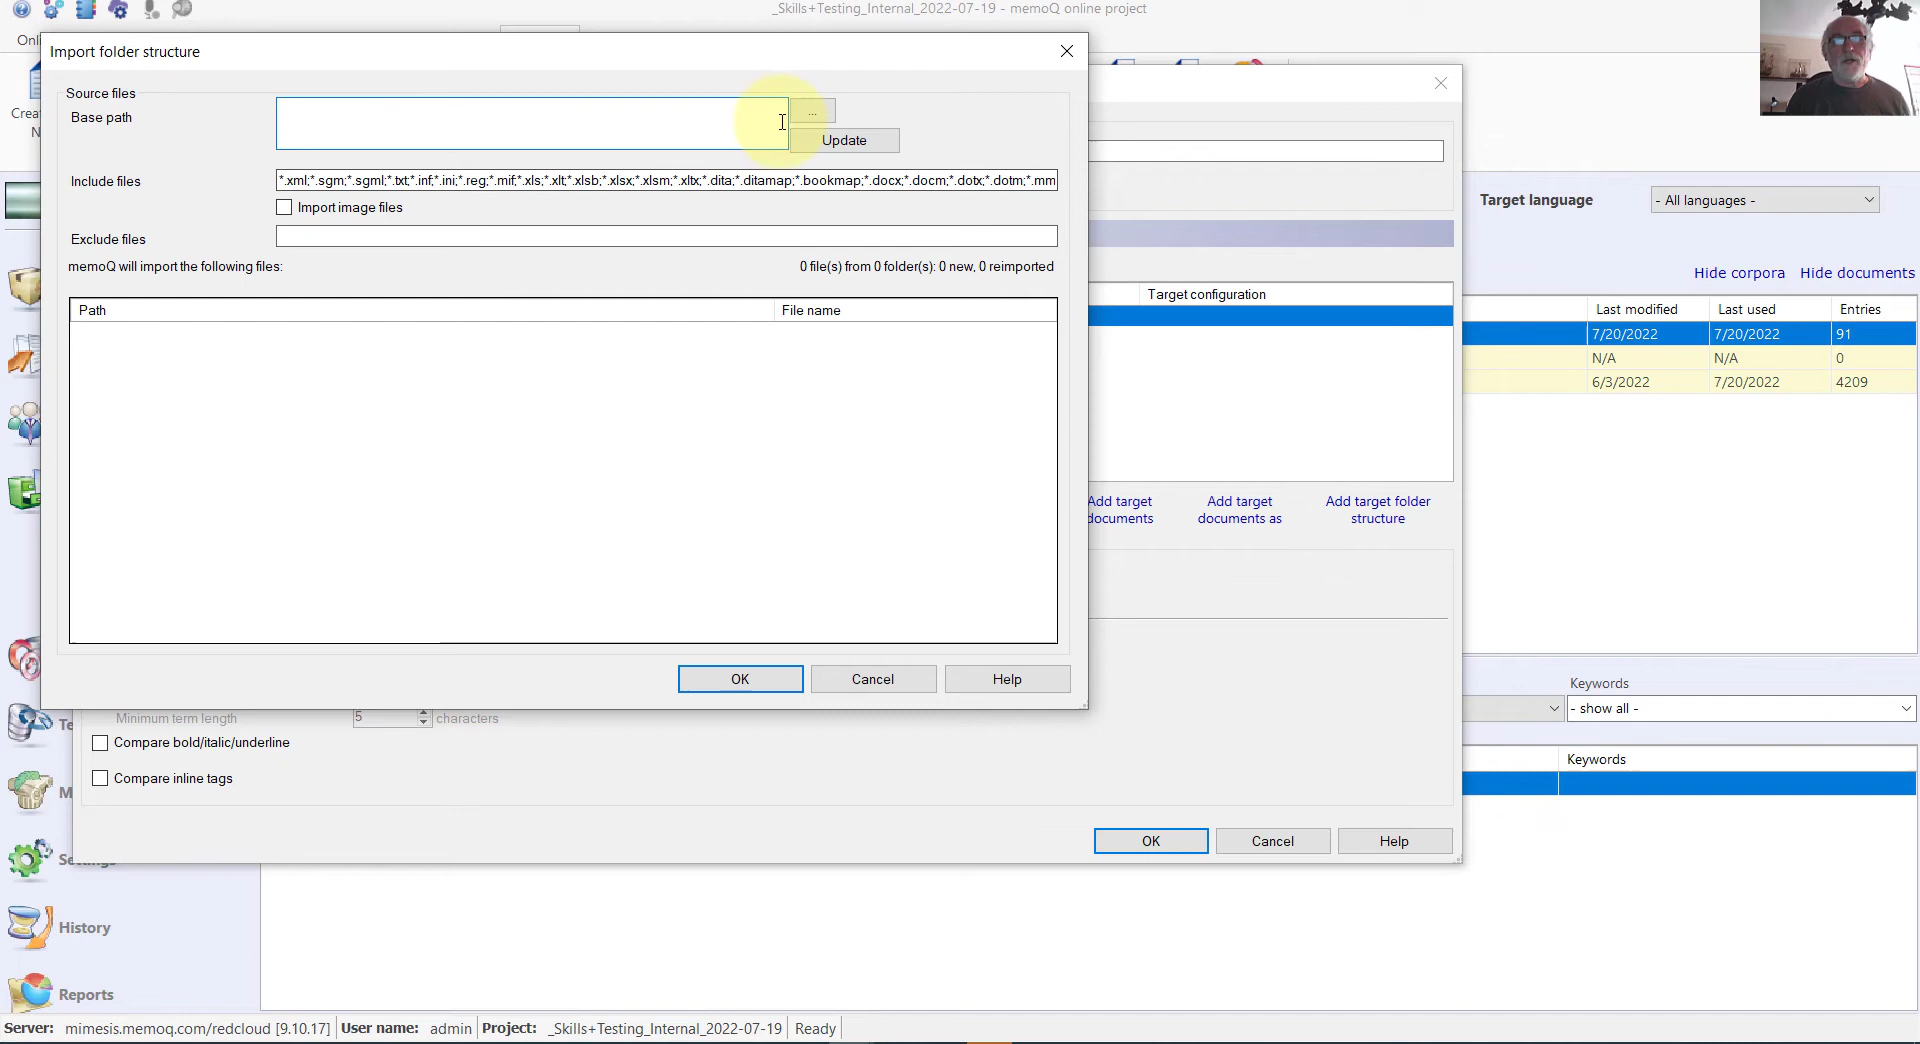 _Skills+Testing_Internal_2022-07-19 - memoQ online project
Import folder structure
Source files
Base path
...
Update
Include files
*.xml;*.sgm;*.sgml;*.txt;*.inf;*.ini;*.reg;*.mif;*.xls;*.xlt;*.xlsb;*.xlsx;*.xlsm;*.xltx;*.dita;*.ditamap;*.bookmap;*.docx;*.docm;*.dotx;*.dotm;*.mm
Import image files
Exclude files
memoQ will import the following files:
0 file(s) from 0 folder(s): 0 new, 0 reimported
Path
File name
OK
Cancel
Help
Target configuration
Add target
documents
Add target
documents as
Add target folder
structure
Minimum term length
5
characters
Compare bold/italic/underline
Compare inline tags
OK
Cancel
Help
Target language
- All languages -
Hide corpora
Hide documents
Last modified
Last used
Entries
7/20/2022
7/20/2022
91
N/A
N/A
0
6/3/2022
7/20/2022
4209
Keywords
- show all -
Keywords
History
Reports
Server: mimesis.memoq.com/redcloud [9.10.17] User name: admin Project: _Skills+Testing_Internal_2022-07-19 Ready